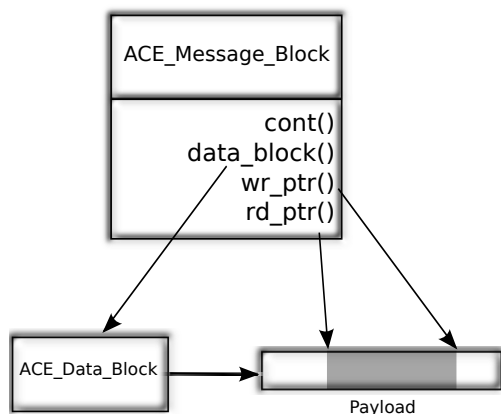 ACE_Message_Block
cont()
data_block()
wr_ptr()
rd_ptr()
ACE_Data_Block
Payload